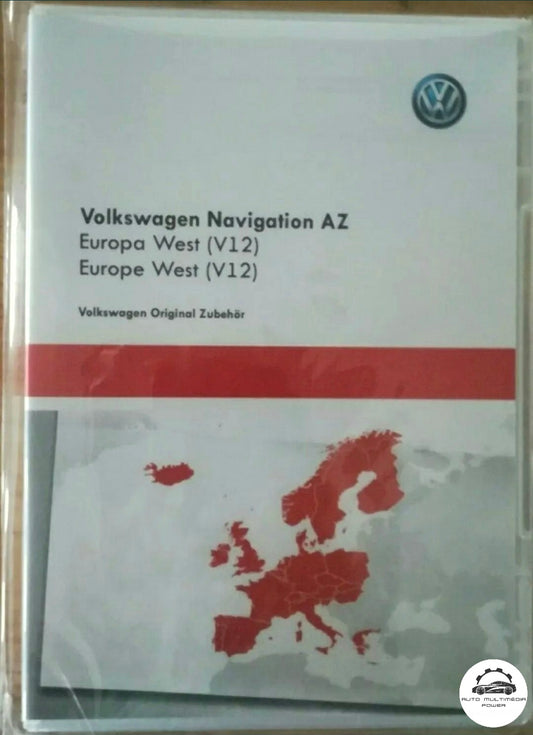 Volkswagen Navigation AZ
Europa West (V12)
Europe West (V12)
Volkswagen Original Zubehör
AUTO MULTIMEDIA
POWER